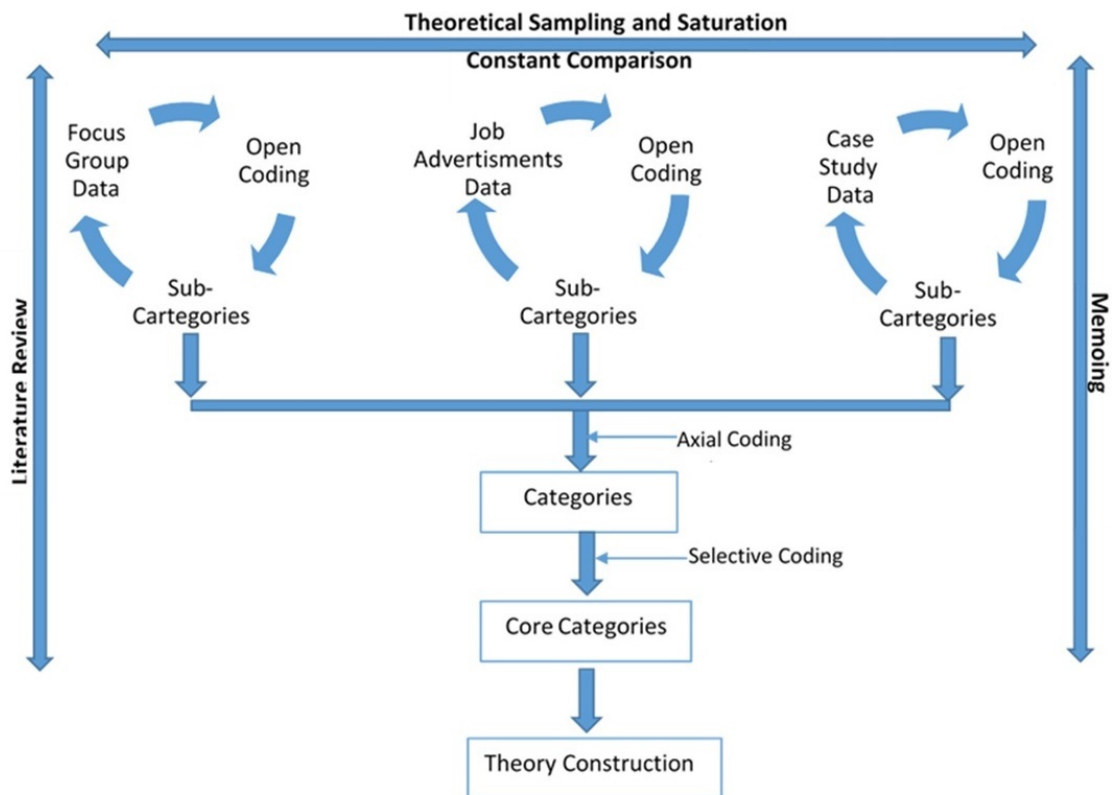 Theoretical Sampling and Saturation
Constant Comparison
Literature Review
Memoing
Focus
Group
Data
Open
Coding
Sub-
Cartegories
Job
Advertisments
Data
Open
Coding
Sub-
Cartegories
Case
Study
Data
Open
Coding
Sub-
Cartegories
Axial Coding
Categories
Selective Coding
Core Categories
Theory Construction